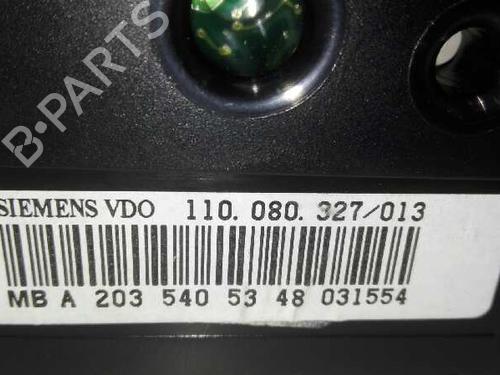 B-PARTS
SIEMENS VDO 110.080.327/013
MB A 203 540 53 48 031554